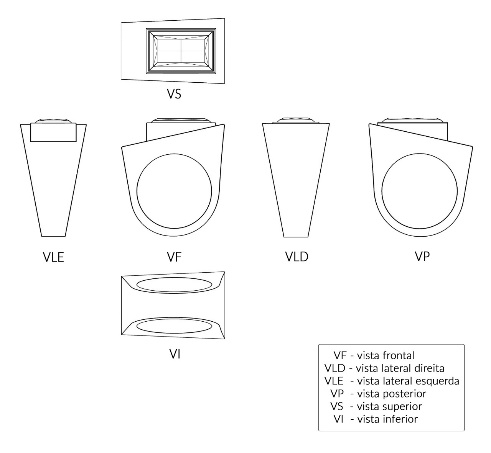 VS
VLE
VF
VLD
VP
VI
VF - vista frontal
VLD - vista lateral direita
VLE - vista lateral esquerda
VP - vista posterior
VS - vista superior
VI - vista inferior